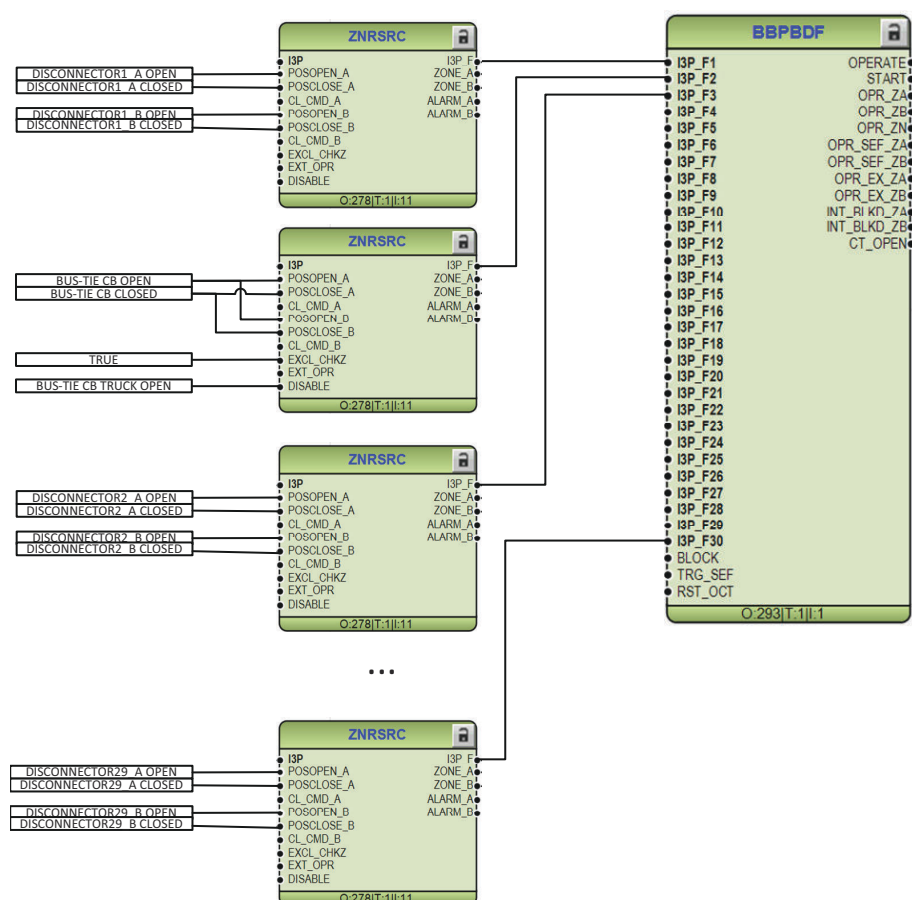 ZNRSRC
I3P I3P_F
DISCONNECTOR1_A OPEN POSOPEN_A ZONE_A
DISCONNECTOR1_A CLOSED POSCLOSE_A ZONE_B
CL_CMD_A ALARM_A
DISCONNECTOR1_B OPEN POSOPEN_B ALARM_B
DISCONNECTOR1_B CLOSED POSCLOSE_B
CL_CMD_B
EXCL_CHKZ
EXT_OPR
DISABLE
O:278|T:1|I:11
ZNRSRC
I3P I3P_F
BUS-TIE CB OPEN POSOPEN_A ZONE_A
BUS-TIE CB CLOSED POSCLOSE_A ZONE_B
CL_CMD_A ALARM_A
POSOPEN_B ALARM_B
POSCLOSE_B
CL_CMD_B
TRUE EXCL_CHKZ
EXT_OPR
BUS-TIE CB TRUCK OPEN DISABLE
O:278|T:1|I:11
ZNRSRC
I3P I3P_F
DISCONNECTOR2_A OPEN POSOPEN_A ZONE_A
DISCONNECTOR2_A CLOSED POSCLOSE_A ZONE_B
CL_CMD_A ALARM_A
DISCONNECTOR2_B OPEN POSOPEN_B ALARM_B
DISCONNECTOR2_B CLOSED POSCLOSE_B
CL_CMD_B
EXCL_CHKZ
EXT_OPR
DISABLE
O:278|T:1|I:11
...
ZNRSRC
I3P I3P_F
DISCONNECTOR29_A OPEN POSOPEN_A ZONE_A
DISCONNECTOR29_A CLOSED POSCLOSE_A ZONE_B
CL_CMD_A ALARM_A
DISCONNECTOR29_B OPEN POSOPEN_B ALARM_B
DISCONNECTOR29_B CLOSED POSCLOSE_B
CL_CMD_B
EXCL_CHKZ
EXT_OPR
DISABLE
O:278|T:1|I:11
BBPBDF
I3P_F1 OPERATE
I3P_F2 START
I3P_F3 OPR_ZA
I3P_F4 OPR_ZB
I3P_F5 OPR_ZN
I3P_F6 OPR_SEF_ZA
I3P_F7 OPR_SEF_ZB
I3P_F8 OPR_EX_ZA
I3P_F9 OPR_EX_ZB
I3P_F10 INT_BLKD_ZA
I3P_F11 INT_BLKD_ZB
I3P_F12 CT_OPEN
I3P_F13
I3P_F14
I3P_F15
I3P_F16
I3P_F17
I3P_F18
I3P_F19
I3P_F20
I3P_F21
I3P_F22
I3P_F23
I3P_F24
I3P_F25
I3P_F26
I3P_F27
I3P_F28
I3P_F29
I3P_F30
BLOCK
TRG_SEF
RST_OCT
O:293|T:1|I:1